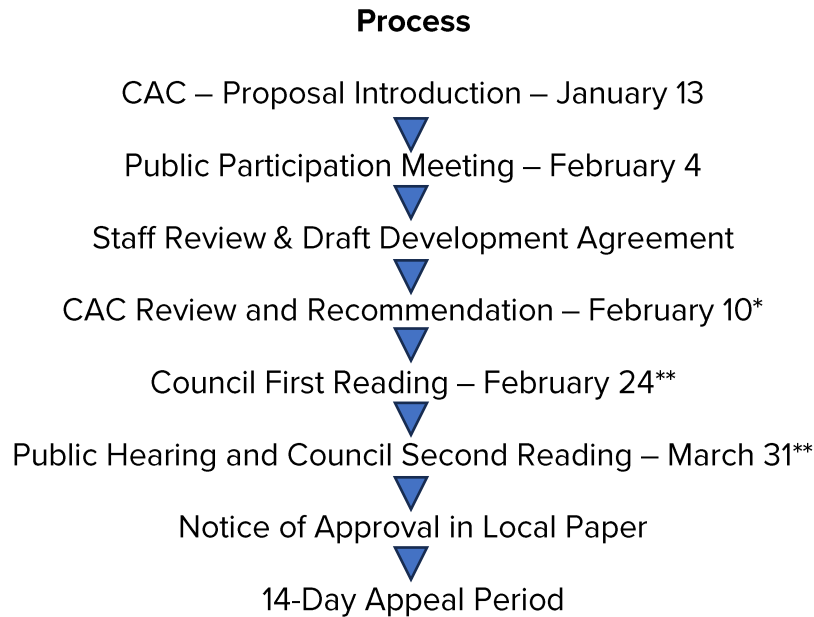 Process
CAC – Proposal Introduction – January 13
Public Participation Meeting – February 4
Staff Review & Draft Development Agreement
CAC Review and Recommendation – February 10*
Council First Reading – February 24**
Public Hearing and Council Second Reading – March 31**
Notice of Approval in Local Paper
14-Day Appeal Period